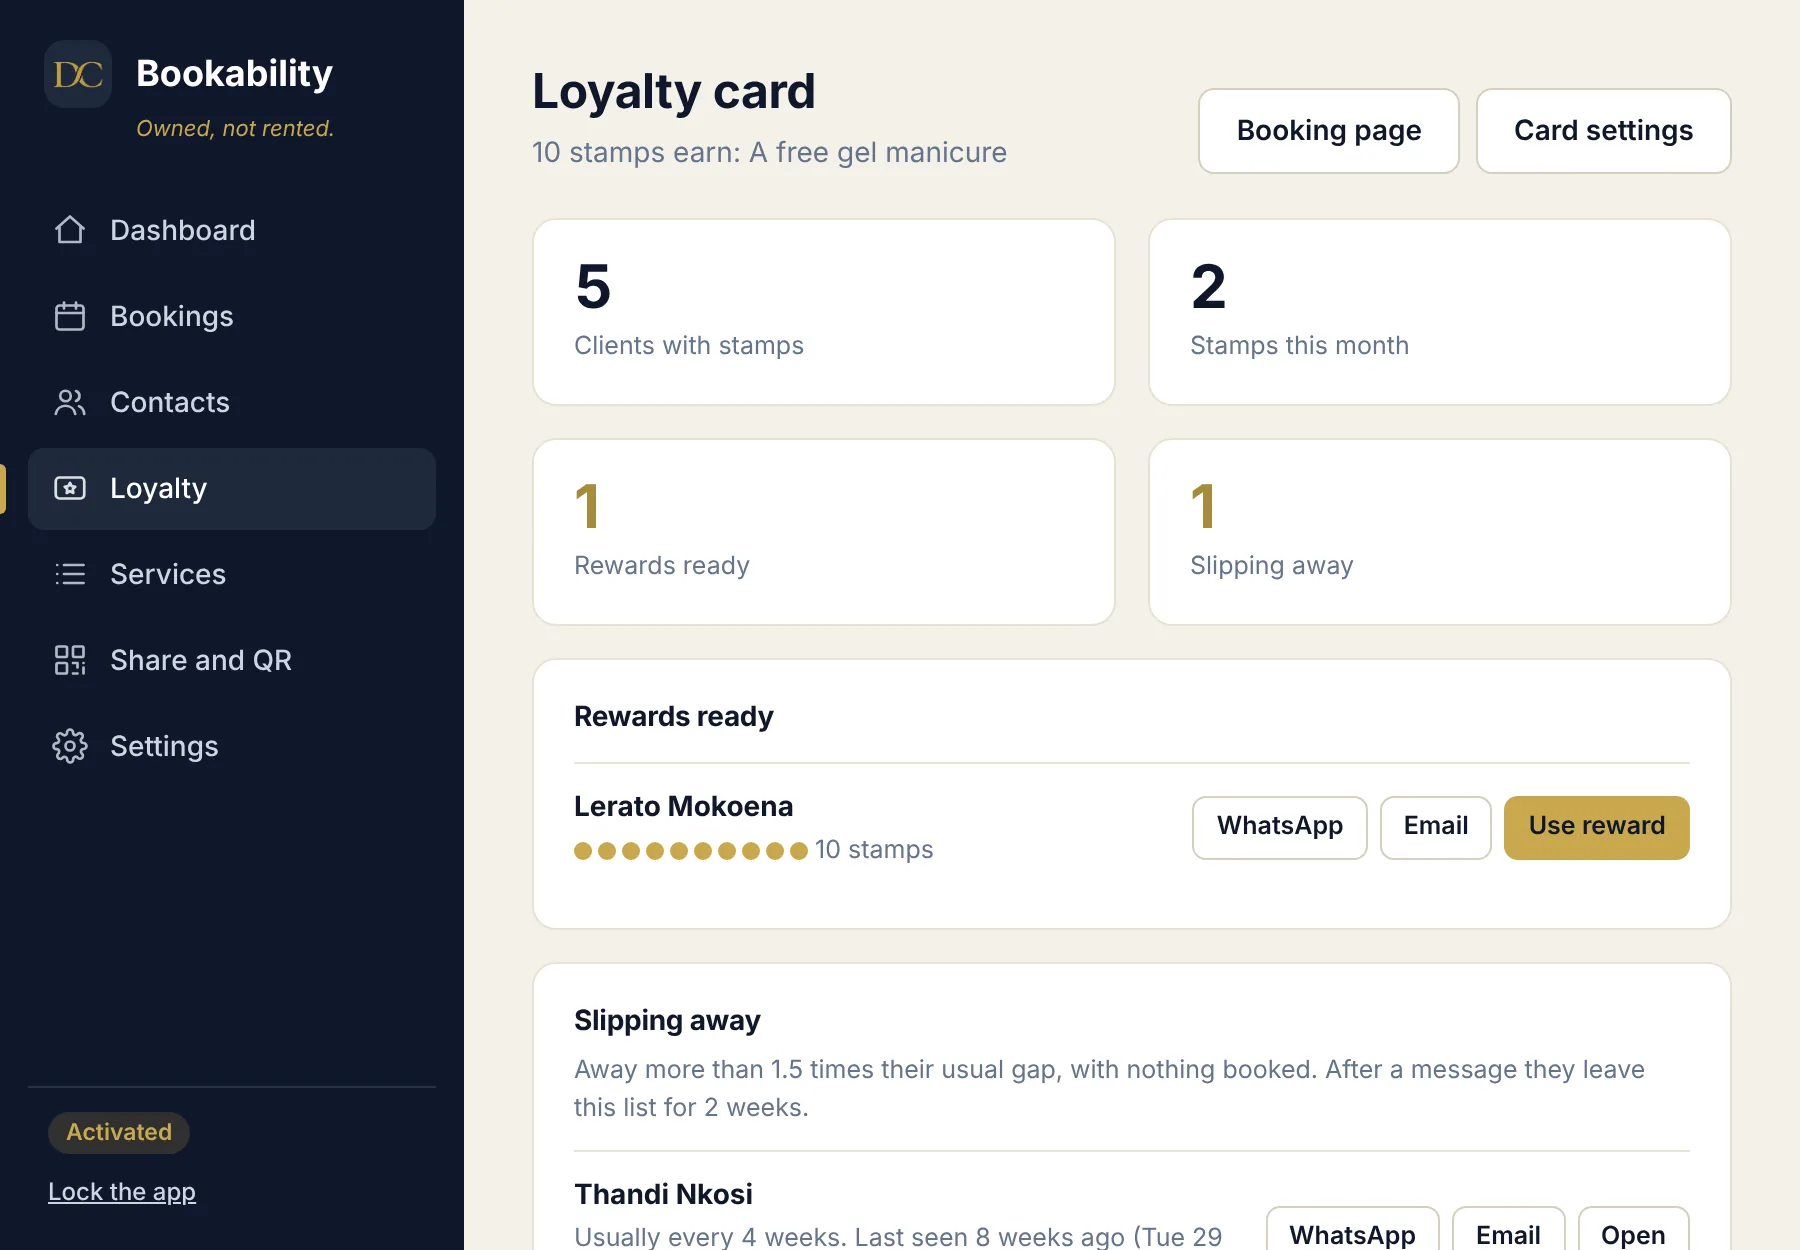 DC
Bookability
Owned, not rented.
Dashboard
Bookings
Contacts
Loyalty
Services
Share and QR
Settings
Activated
Lock the app
Loyalty card
10 stamps earn: A free gel manicure
Booking page
Card settings
5
Clients with stamps
2
Stamps this month
1
Rewards ready
1
Slipping away
Rewards ready
Lerato Mokoena
10 stamps
WhatsApp
Email
Use reward
Slipping away
Away more than 1.5 times their usual gap, with nothing booked. After a message they leave
this list for 2 weeks.
Thandi Nkosi
Usually every 4 weeks. Last seen 8 weeks ago (Tue 29
WhatsApp
Email
Open